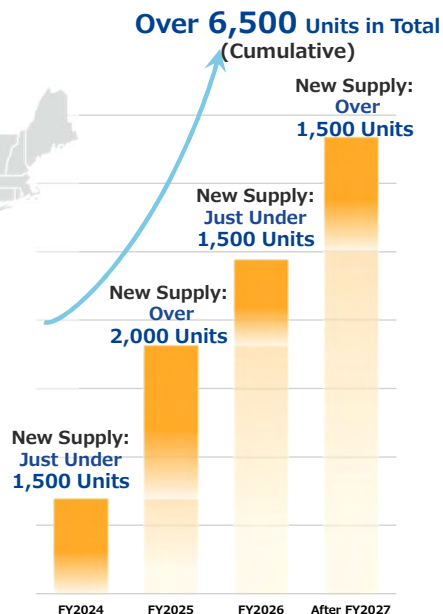 Over 6,500 Units in Total
(Cumulative)
New Supply:
Over
1,500 Units
New Supply:
Just Under
1,500 Units
New Supply:
Over
2,000 Units
New Supply:
Just Under
1,500 Units
FY2024 FY2025 FY2026 After FY2027